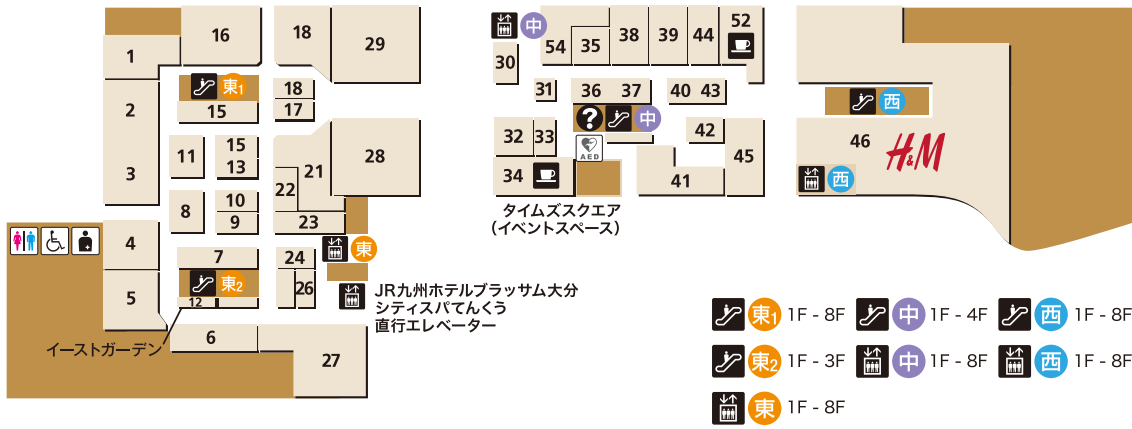 16
18
29
1
東1
2
15
18
17
11
15
13
3
21
28
22
8
10
9
23
4
7
24
東
東2
5
12
26
イーストガーデン
6
27
JR九州ホテルブラッサム大分
シティスパてんくう
直行エレベーター
中
54
35
38
39
44
52
30
31
36
37
40
43
?
中
AED
32
33
42
34
41
45
タイムズスクエア
（イベントスペース）
西
46
H&M
西
東1 1F - 8F 中 1F - 4F 西 1F - 8F
東2 1F - 3F 中 1F - 8F 西 1F - 8F
東 1F - 8F